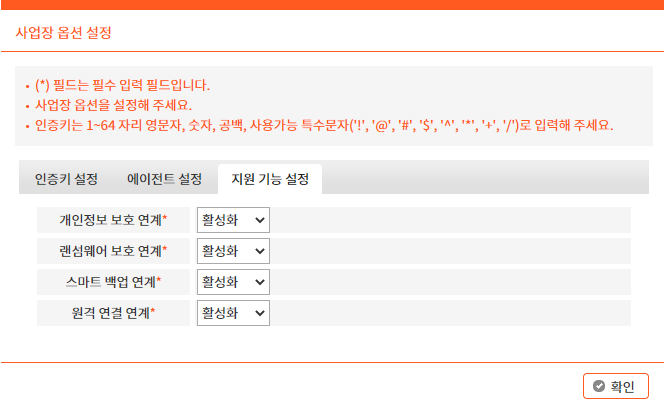 사업장 옵션 설정
• (*) 필드는 필수 입력 필드입니다.
• 사업장 옵션을 설정해 주세요.
• 인증키는 1~64 자리 영문자, 숫자, 공백, 사용가능 특수문자('!', '@', '#', '$', '^', '*', '+', '/')로 입력해 주세요.
인증키 설정 에이전트 설정 지원 기능 설정
개인정보 보호 연계* 활성화
랜섬웨어 보호 연계* 활성화
스마트 백업 연계* 활성화
원격 연결 연계* 활성화
확인